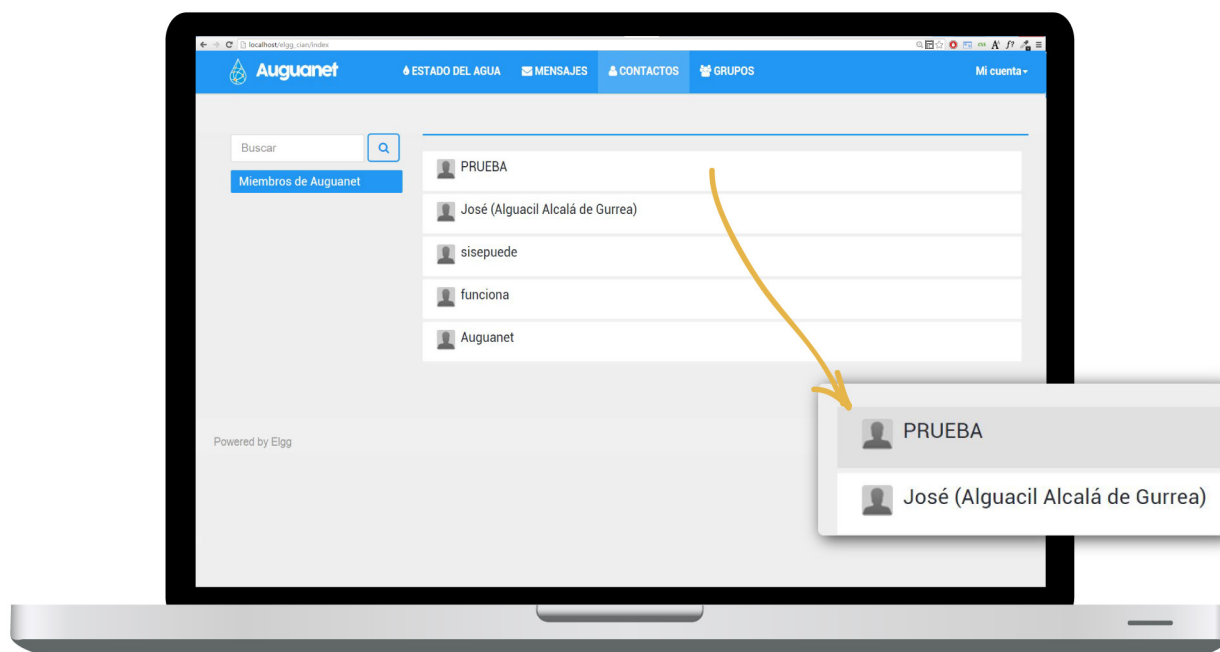 localhost/elgg_cian/index
Auguanet
ESTADO DEL AGUA
MENSAJES
CONTACTOS
GRUPOS
Mi cuenta
Buscar
Miembros de Auguanet
PRUEBA
José (Alguacil Alcalá de Gurrea)
sisepuede
funciona
Auguanet
Powered by Elgg
PRUEBA
José (Alguacil Alcalá de Gurrea)